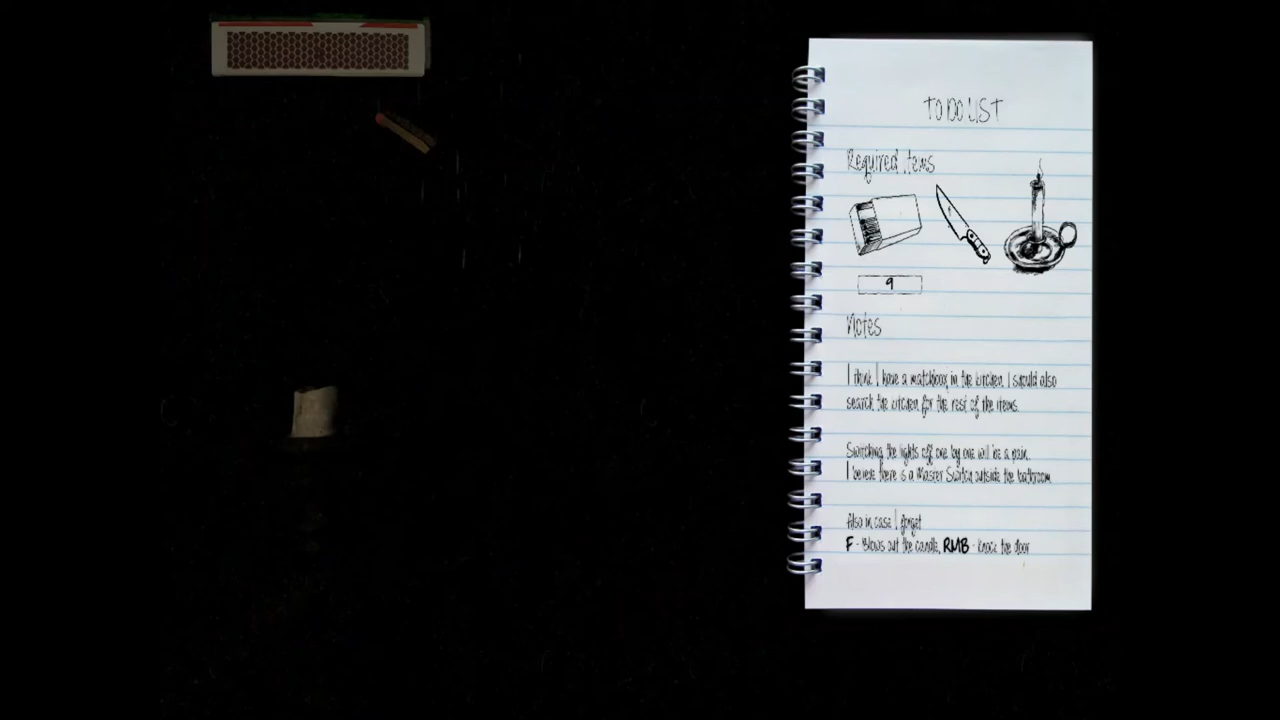 TO DO LIST
Required Items
9
Notes
I think I have a matchbox in the kitchen. I should also
search the kitchen for the rest of the items.
Switching the lights off one by one will be a pain.
I believe there is a Master Switch outside the bathroom
Also in case I forget
F - Blows out the candle, RMB - knock the door